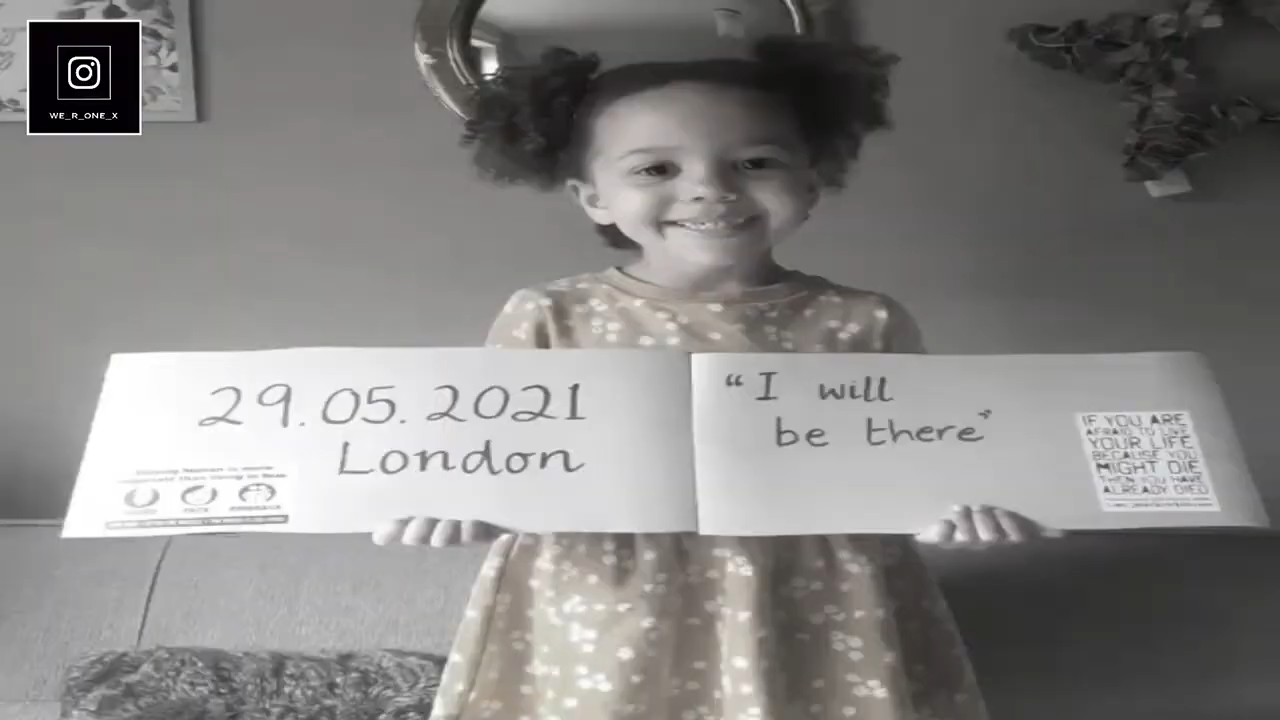 WE_R_ONE_X
29.05.2021
London
“I will
be there”
IF YOU ARE
AFRAID TO LIVE
YOUR LIFE
BECAUSE YOU
MIGHT DIE
THEN YOU HAVE
ALREADY DIED